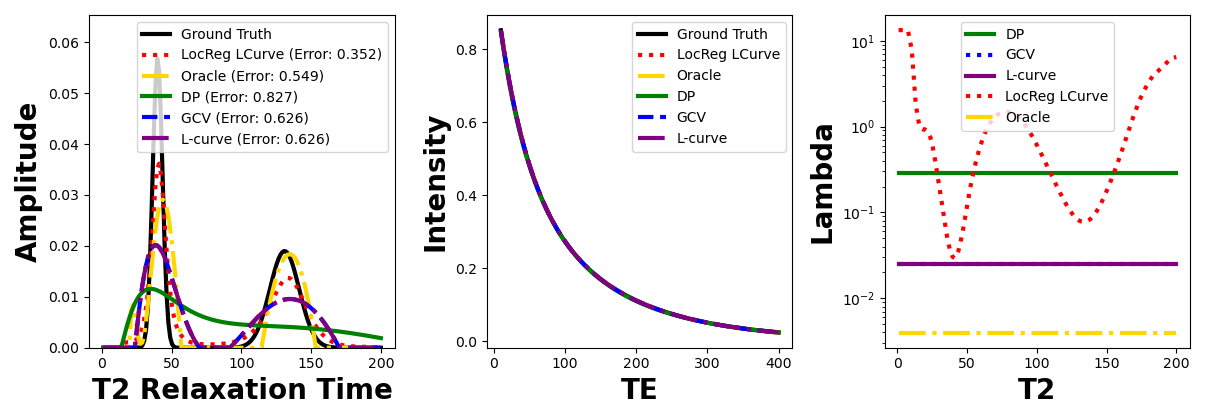 Amplitude
0.06
0.05
0.04
0.03
0.02
0.01
0.00
Ground Truth
LocReg LCurve (Error: 0.352)
Oracle (Error: 0.549)
DP (Error: 0.827)
GCV (Error: 0.626)
L-curve (Error: 0.626)
0 50 100 150 200
T2 Relaxation Time
Intensity
0.8
0.6
0.4
0.2
0.0
Ground Truth
LocReg LCurve
Oracle
DP
GCV
L-curve
0 100 200 300 400
TE
Lambda
10¹
10⁰
10⁻¹
10⁻²
DP
GCV
L-curve
LocReg LCurve
Oracle
0 50 100 150 200
T2